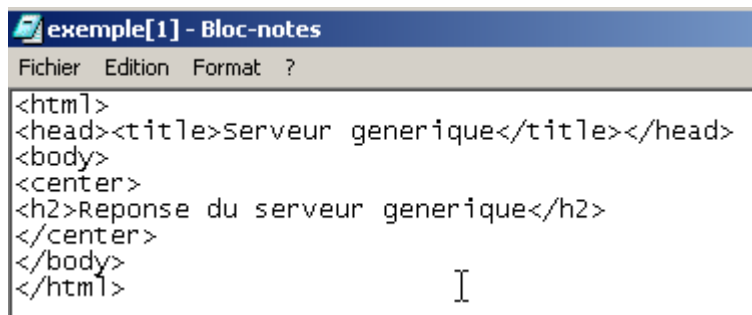 exemple[1] - Bloc-notes
Fichier Edition Format ?
<html>
<head><title>Serveur generique</title></head>
<body>
<center>
<h2>Reponse du serveur generique</h2>
</center>
</body>
</html>